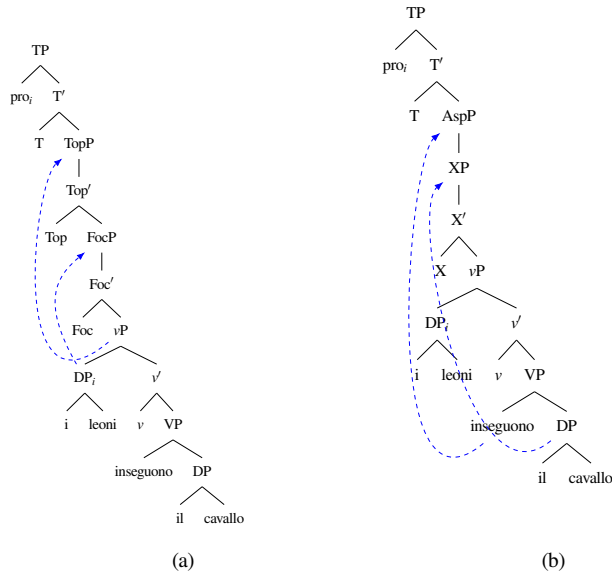 TP
pro_i T′
T TopP
Top′
Top FocP
Foc′
Foc vP
DP_i v′
i leoni v VP
inseguono DP
il cavallo
(a)
TP
pro_i T′
T AspP
XP
X′
X vP
DP_i v′
i leoni v VP
inseguono DP
il cavallo
(b)